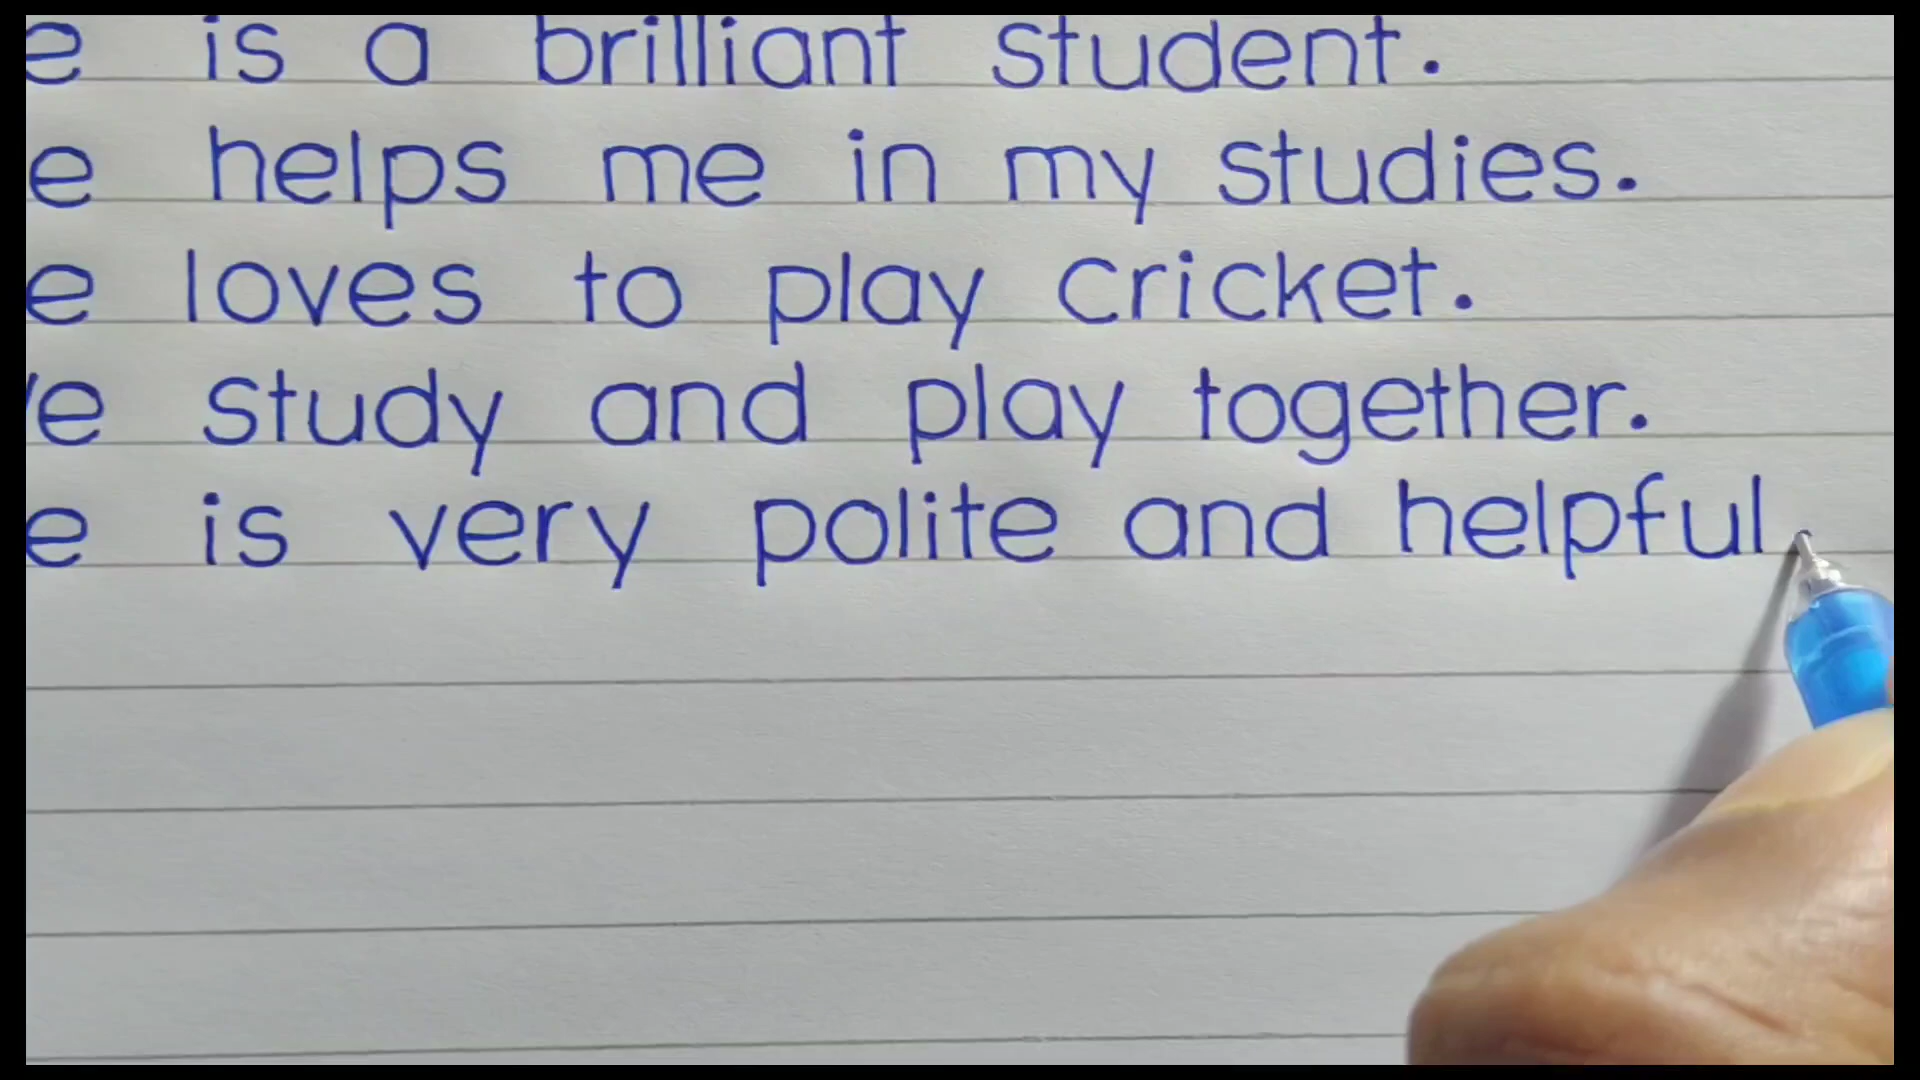 e is a brilliant student.
e helps me in my studies.
e loves to play cricket.
e study and play together.
e is very polite and helpful.